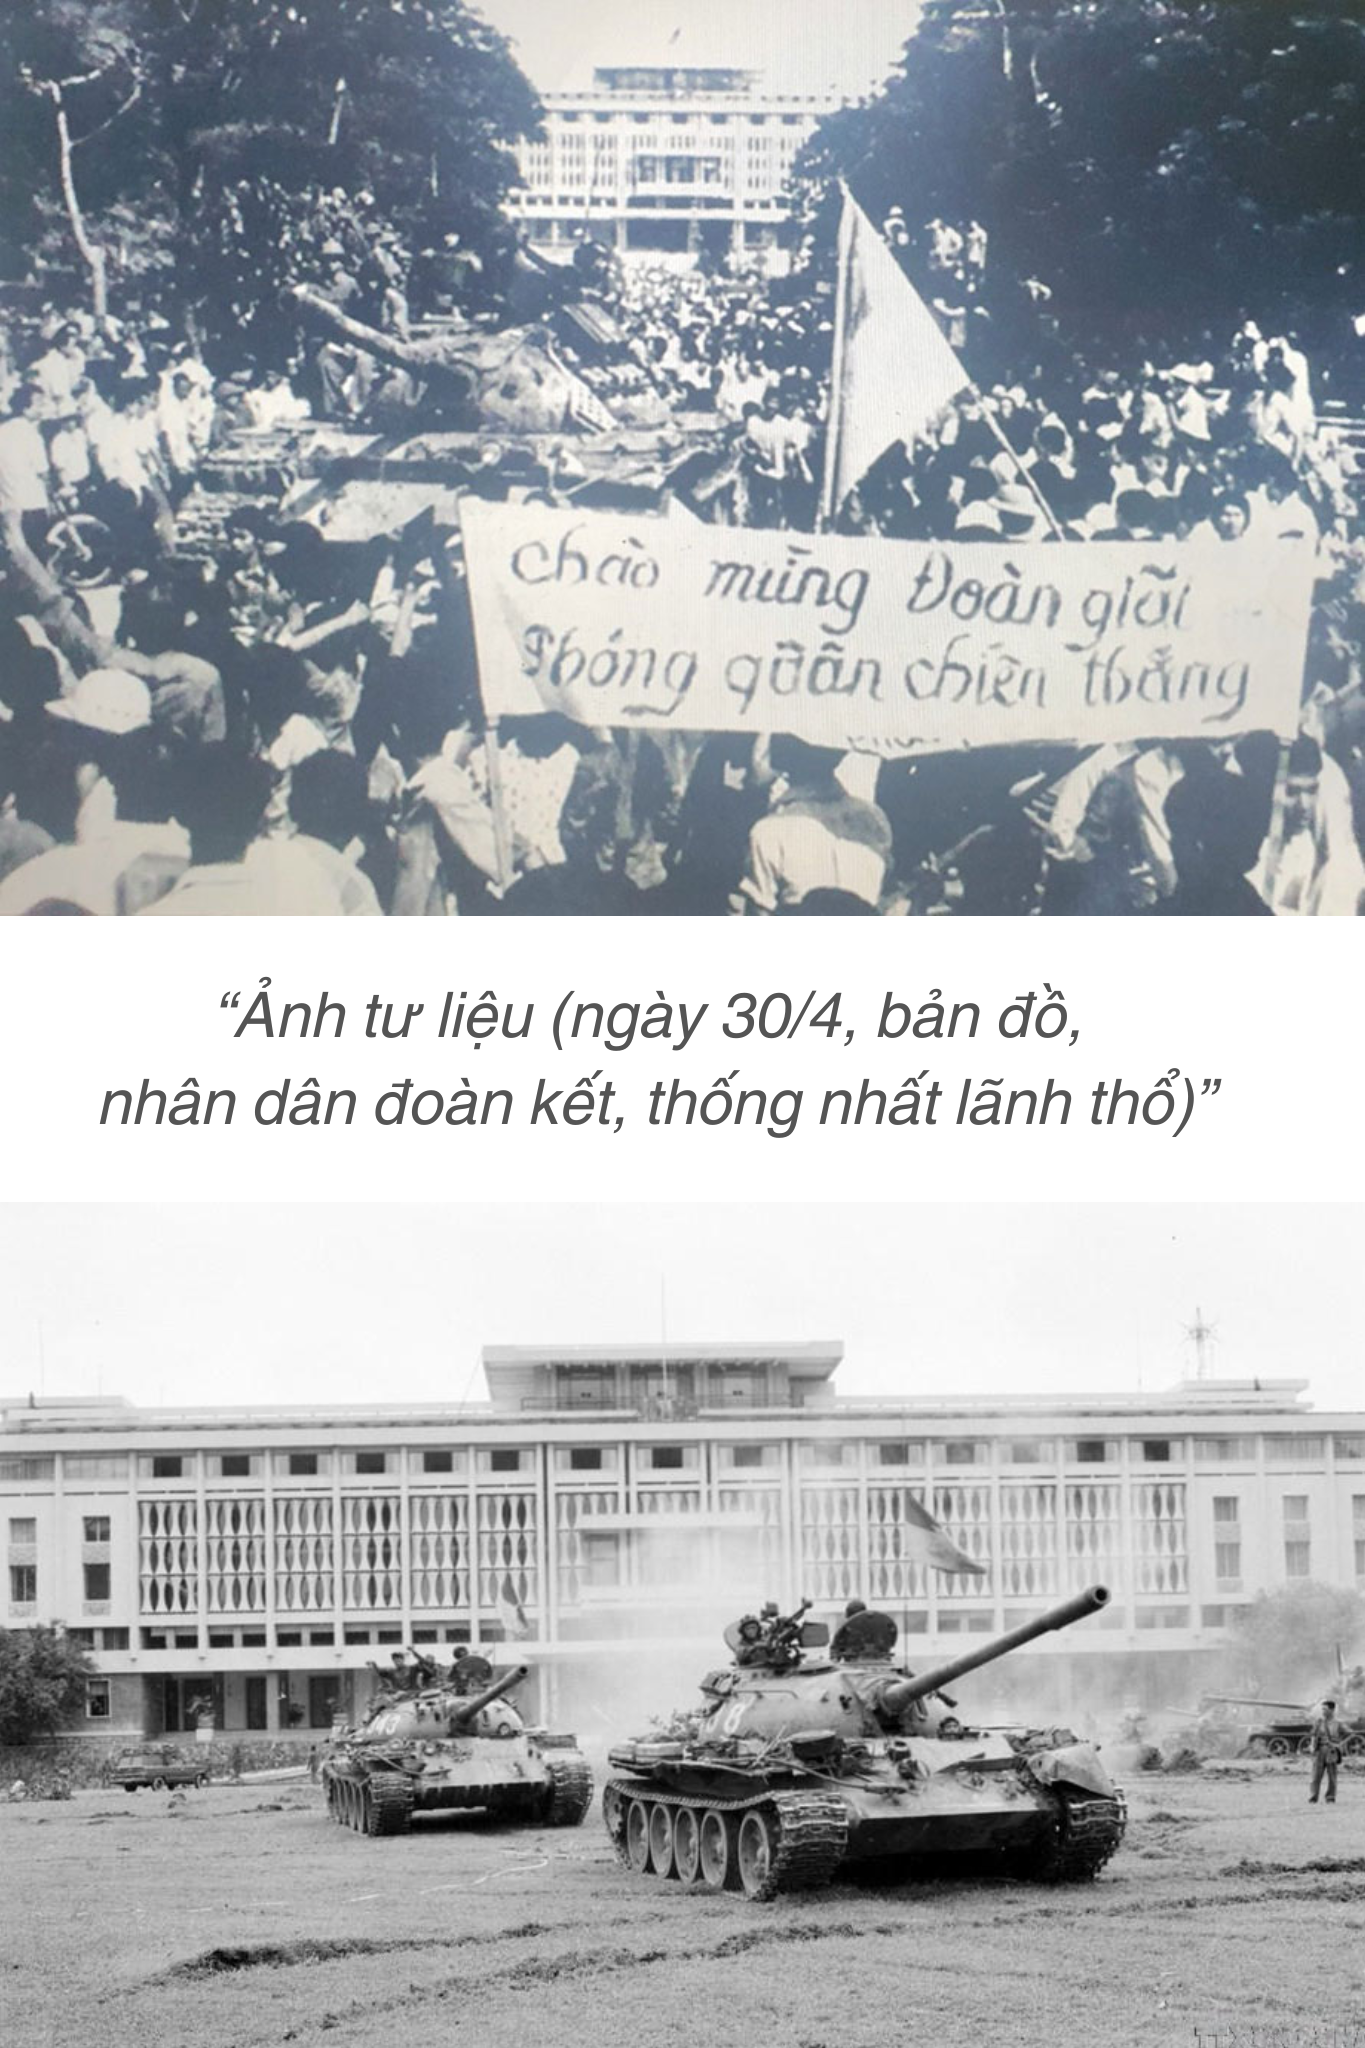 chào mừng Đoàn giải
Phóng quân chiến thắng
“Ảnh tư liệu (ngày 30/4, bản đồ,
nhân dân đoàn kết, thống nhất lãnh thổ)”